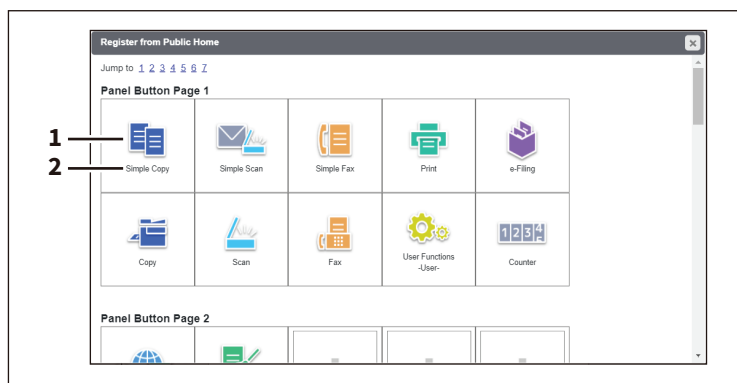 Register from Public Home
Jump to 1 2 3 4 5 6 7
Panel Button Page 1
1
2
Simple Copy
Simple Scan
Simple Fax
Print
e-Filing
Copy
Scan
Fax
User Functions
-User-
1 2 3 4
Counter
Panel Button Page 2